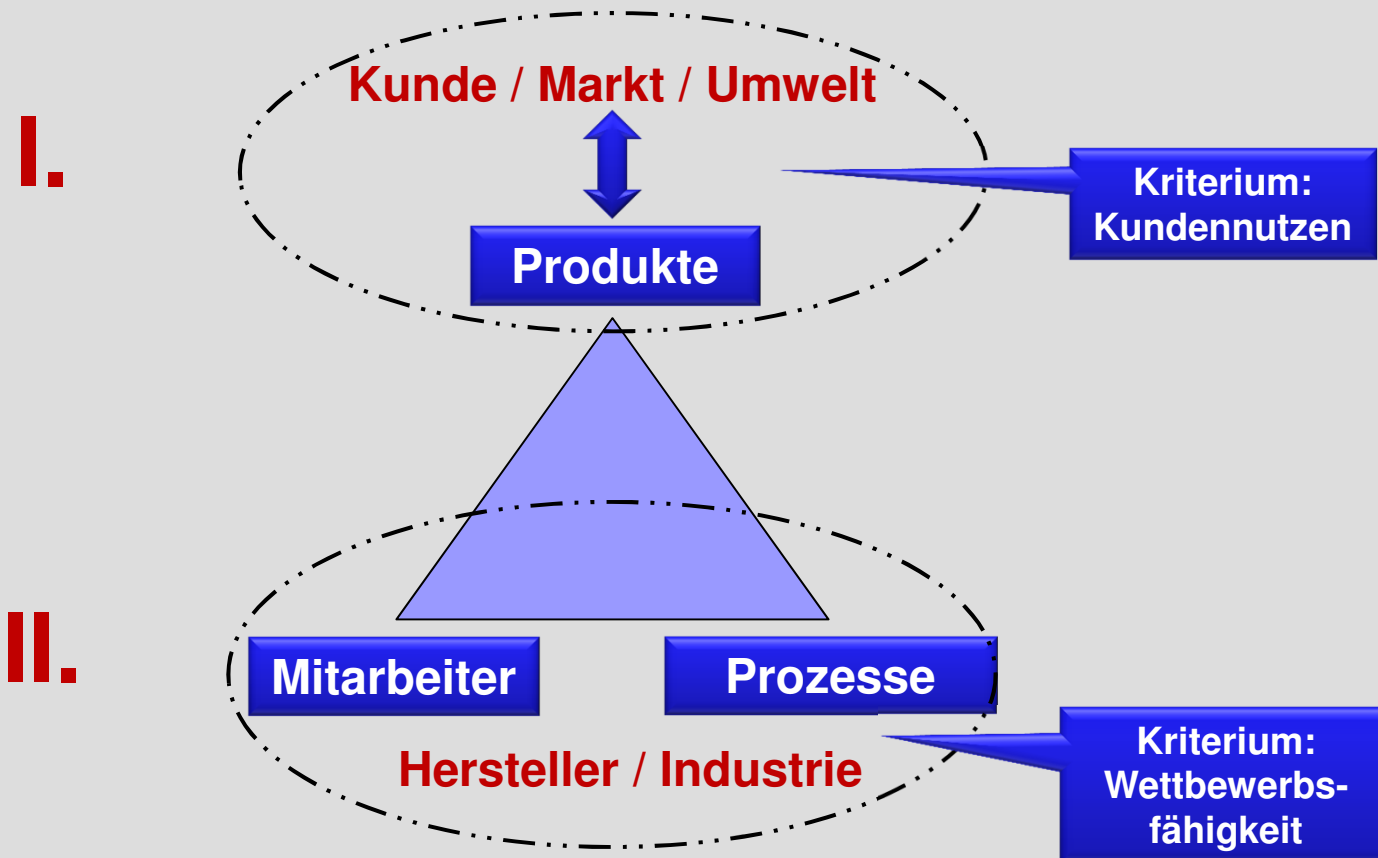 Kunde / Markt / Umwelt
I.
Kriterium:
Kundennutzen
Produkte
II.
Mitarbeiter
Prozesse
Hersteller / Industrie
Kriterium:
Wettbewerbs-
fähigkeit